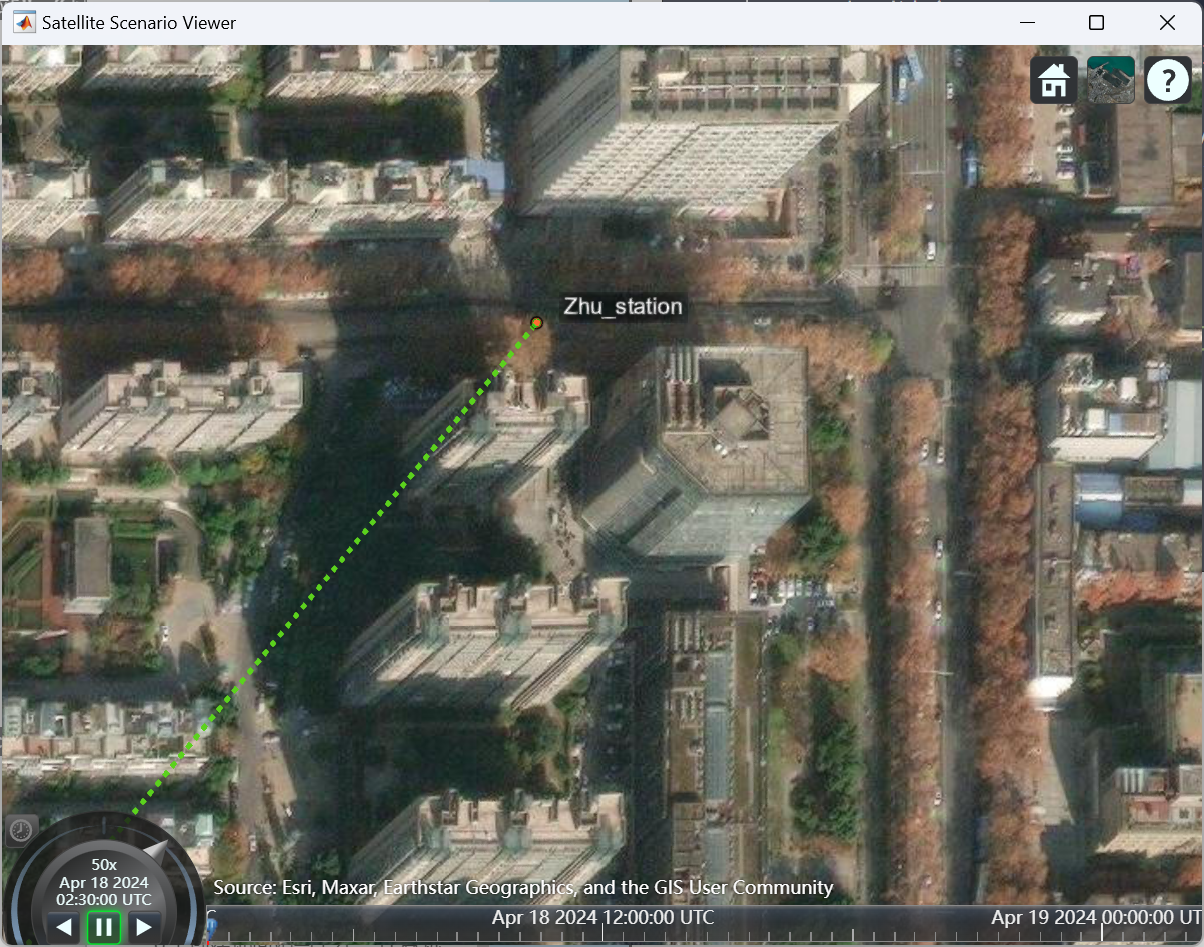 Satellite Scenario Viewer
?
Zhu_station
50x
Apr 18 2024
02:30:00 UTC
Source: Esri, Maxar, Earthstar Geographics, and the GIS User Community
C
Apr 18 2024 12:00:00 UTC
Apr 19 2024 00:00:00 UT